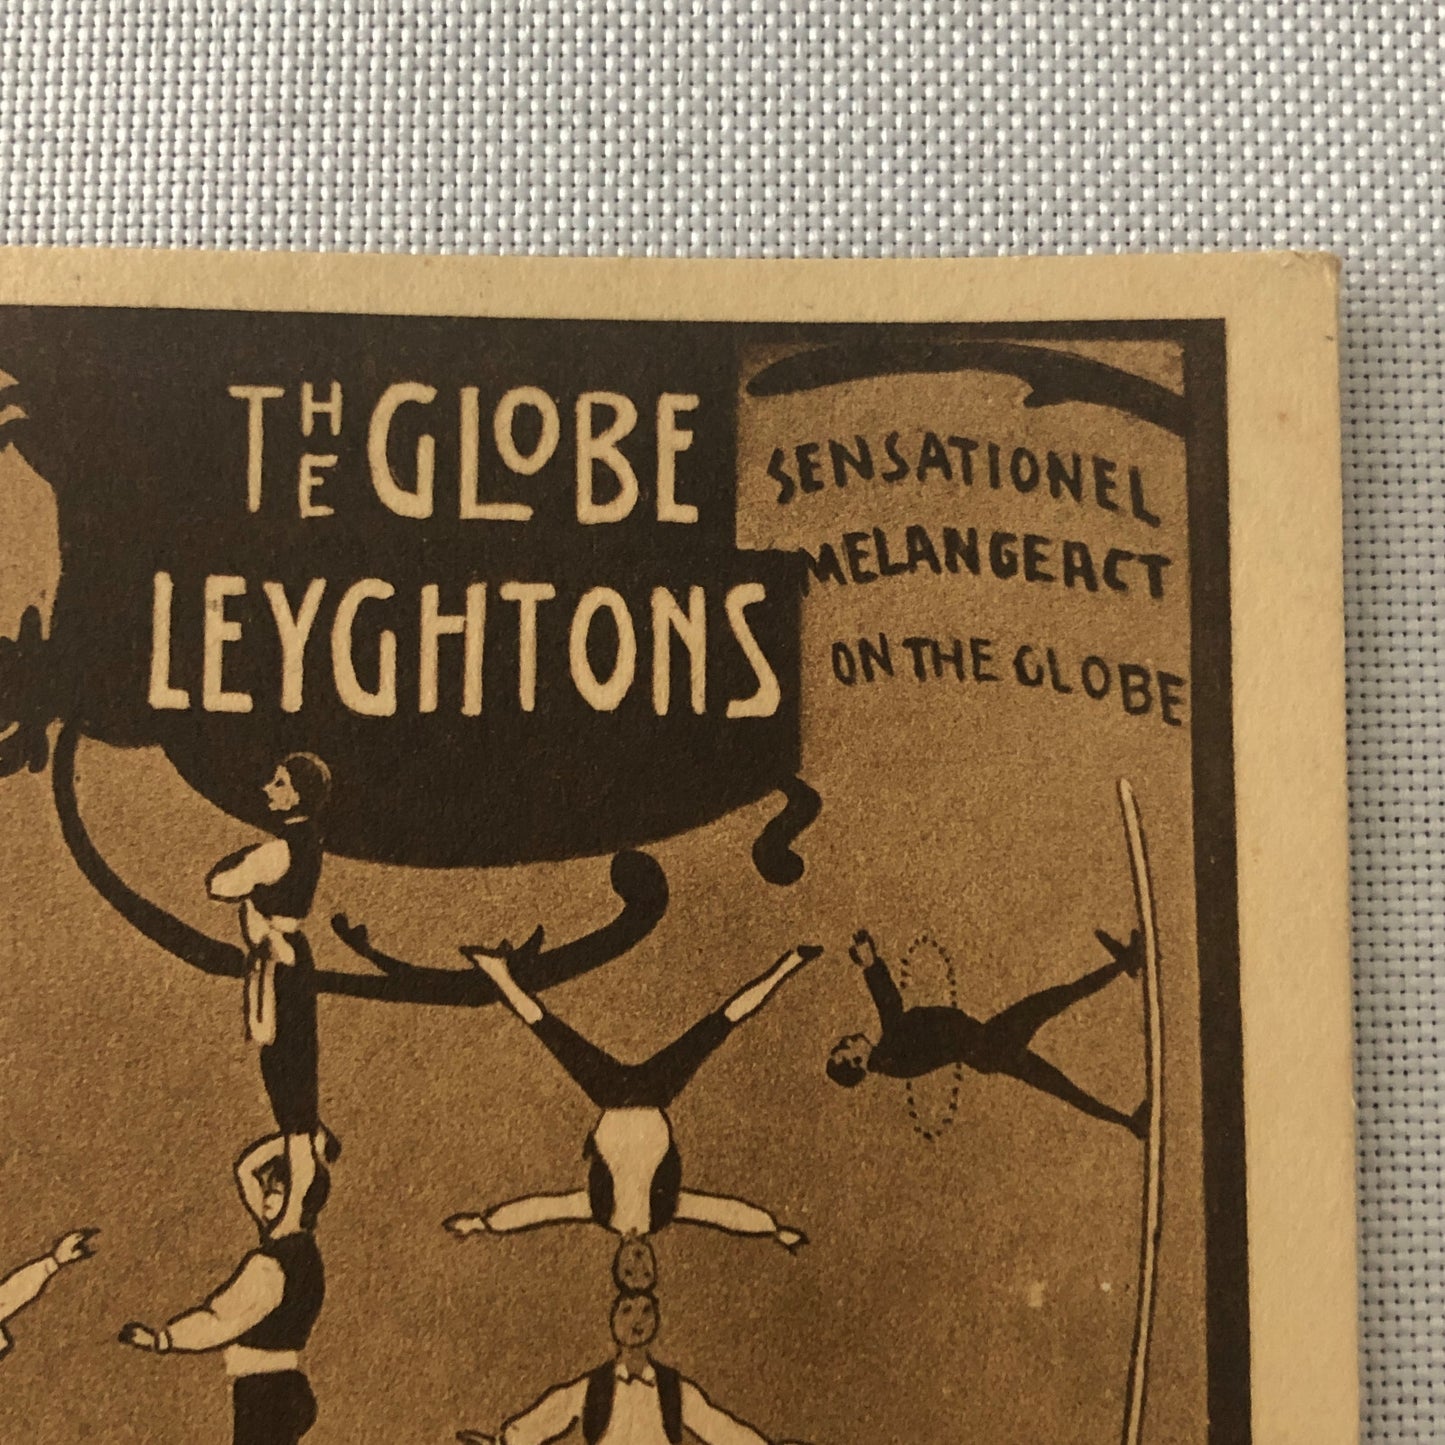 THE GLOBE
LEYGHTONS
SENSATIONEL
MELANGEACT
ON THE GLOBE